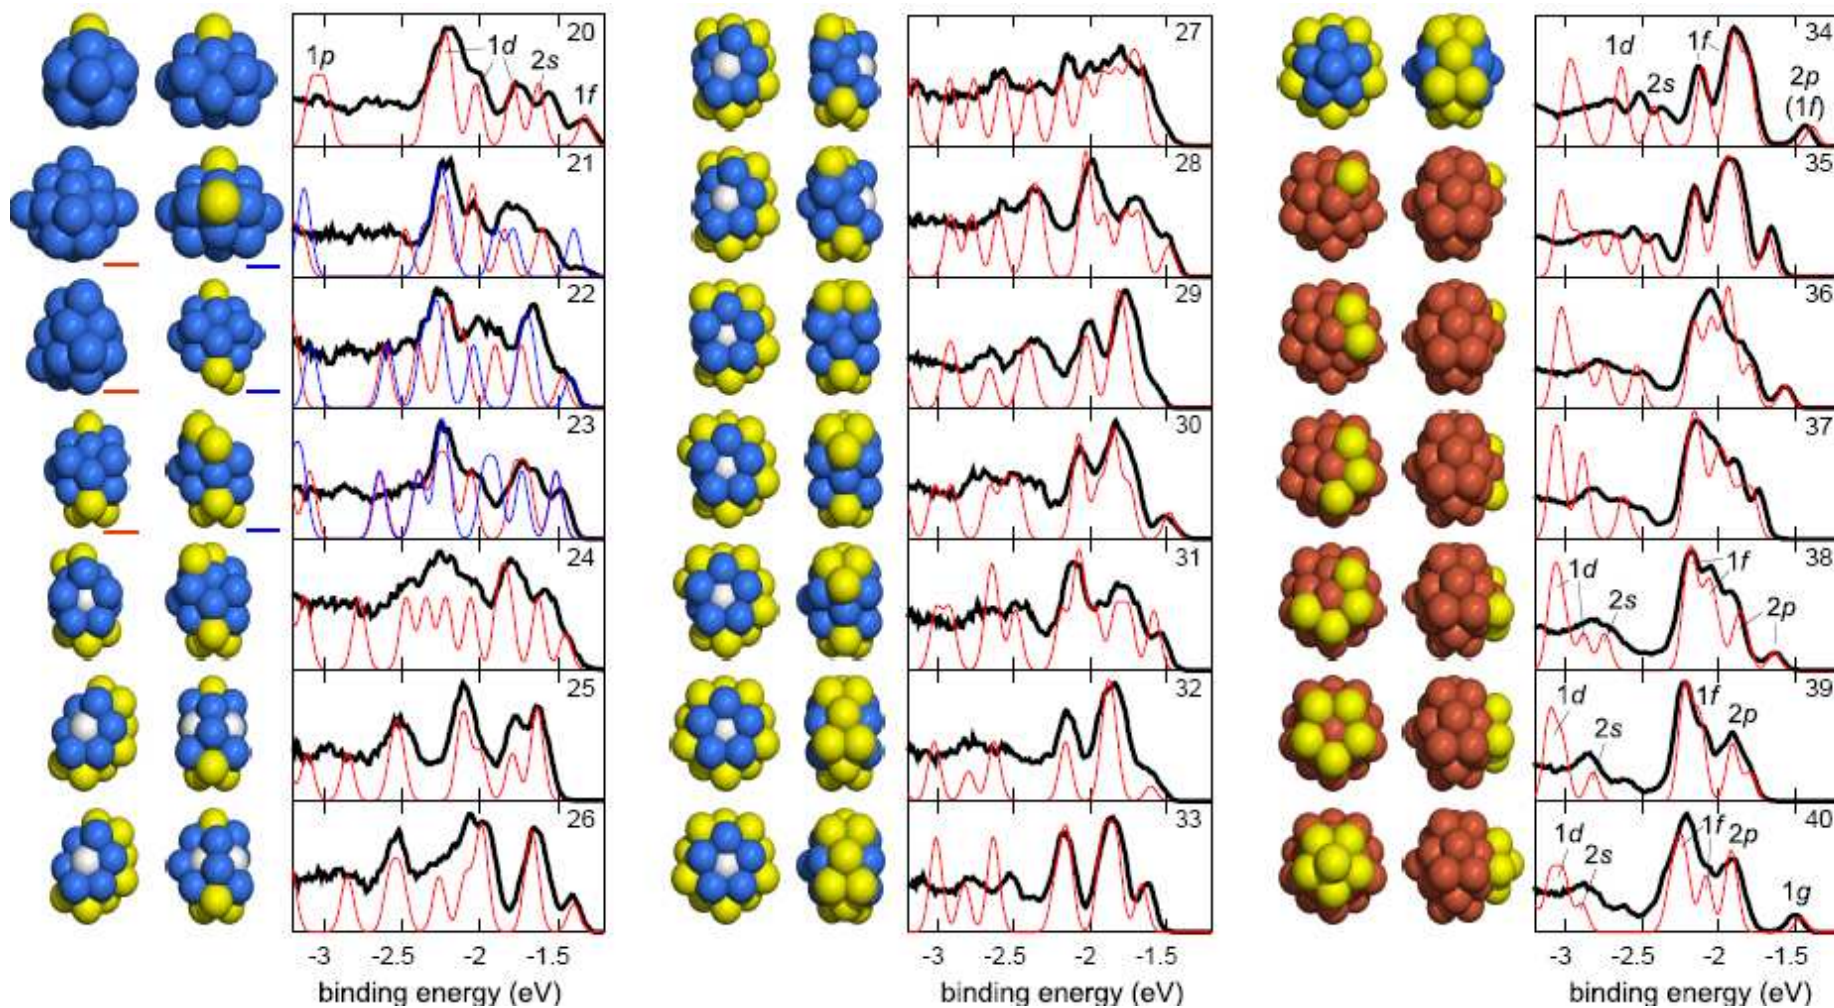 20
1p
1d
2s
1f
21
22
23
24
25
26
-3 -2.5 -2 -1.5
binding energy (eV)
27
28
29
30
31
32
33
-3 -2.5 -2 -1.5
binding energy (eV)
34
1d
1f
2s
2p
(1f)
35
36
37
38
1d
1f
2s
2p
39
1d
1f
2s
2p
40
1d
1f
2s
2p
1g
-3 -2.5 -2 -1.5
binding energy (eV)